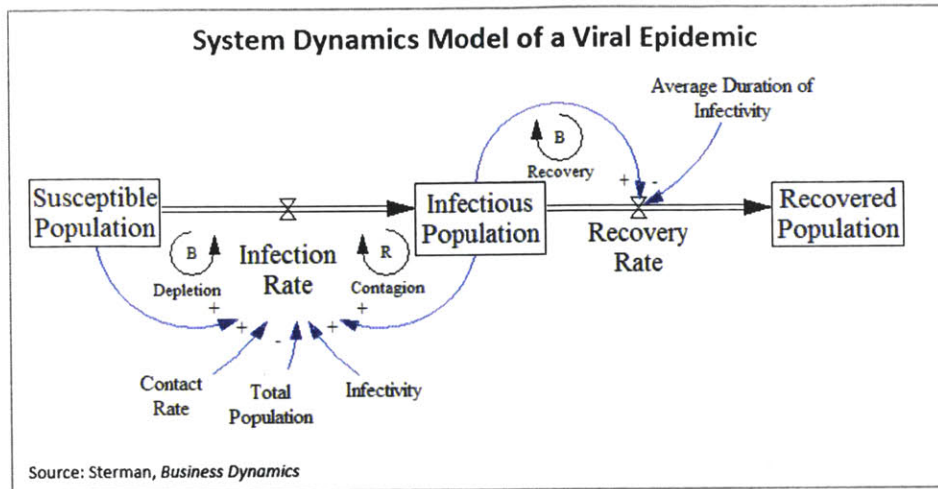 System Dynamics Model of a Viral Epidemic
Average Duration of
Infectivity
B
Recovery
+ -
Susceptible
Population
Infectious
Population
Recovered
Population
Recovery
Rate
B
Depletion
Infection
Rate
R
Contagion
+
+
+
+
-
+
Contact
Rate
Total
Population
Infectivity
Source: Sterman, Business Dynamics